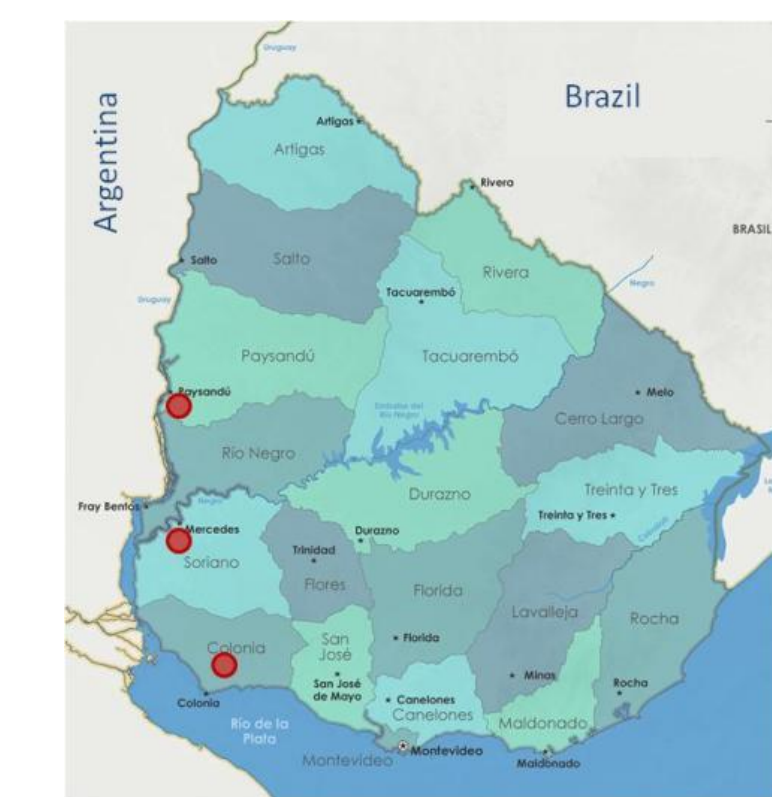 Uruguay
Argentina
Brazil
Artigas
Artigas
Rivera
BRASIL
Salto
Salto
Rivera
Negro
Tacuarembó
Uruguay
Paysandú
Tacuarembó
Paysandú
Melo
Embalse del
Río Negro
Cerro Largo
Río Negro
Durazno
Treinta y Tres
Negro
Fray Bentos
Treinta y Tres
Mercedes
Durazno
Trinidad
Soriano
Flores
Florida
Lavalleja
Rocha
Florida
San
José
Colonia
Minas
San José
de Mayo
Rocha
Colonia
Canelones
Canelones
Maldonado
Río de la
Plata
Montevideo
Montevideo
Maldonado